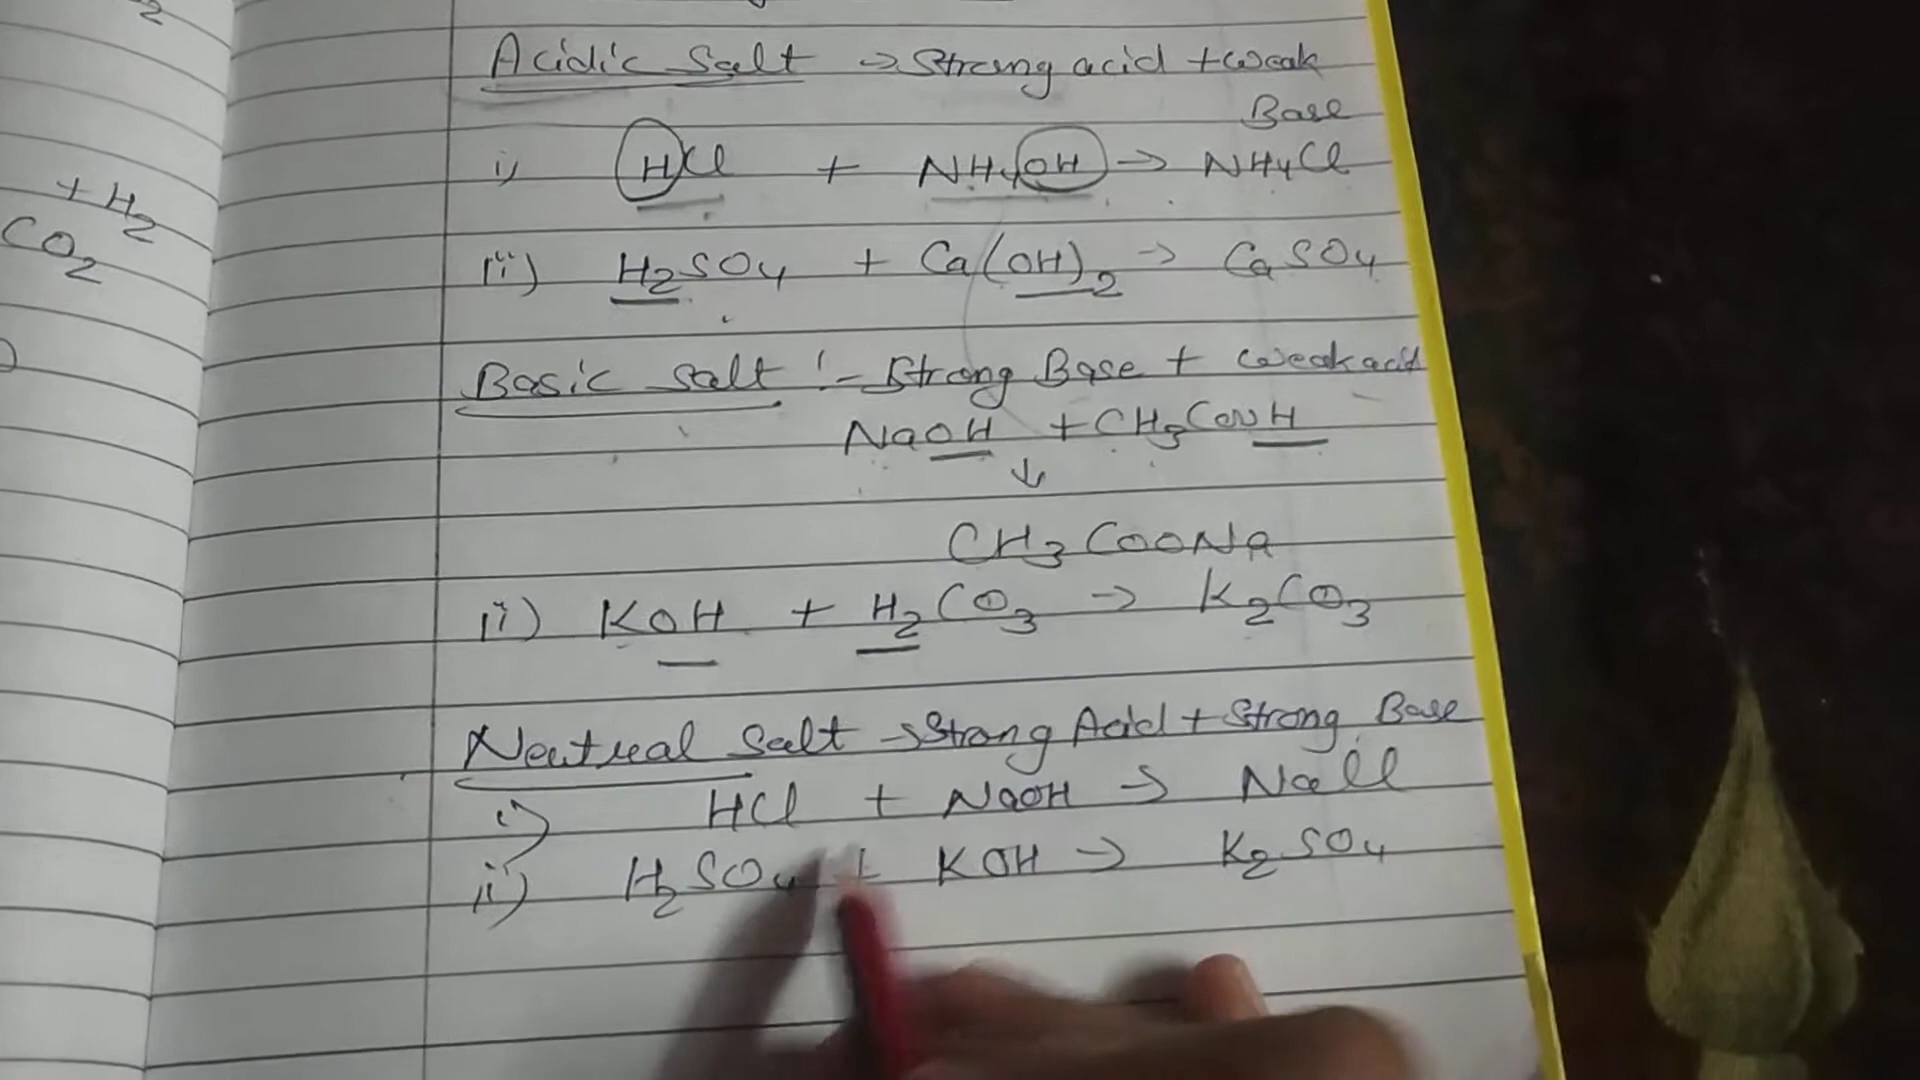 + H2
CO2
Acidic Salt → Strong acid + weak
Base
i) HCl + NH4OH → NH4Cl
ii) H2SO4 + Ca(OH)2 → CaSO4
Basic Salt :- Strong Base + weak acid
NaOH + CH3COOH
↓
CH3COONa
ii) KOH + H2CO3 → K2CO3
Neutral Salt → Strong Acid + Strong Base
i) HCl + NaOH → NaCl
ii) H2SO4 + KOH → K2SO4